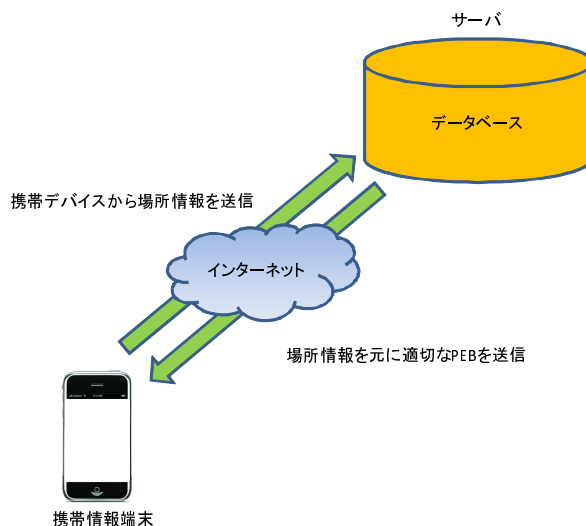 サーバ
データベース
携帯デバイスから場所情報を送信
インターネット
場所情報を元に適切なPEBを送信
携帯情報端末